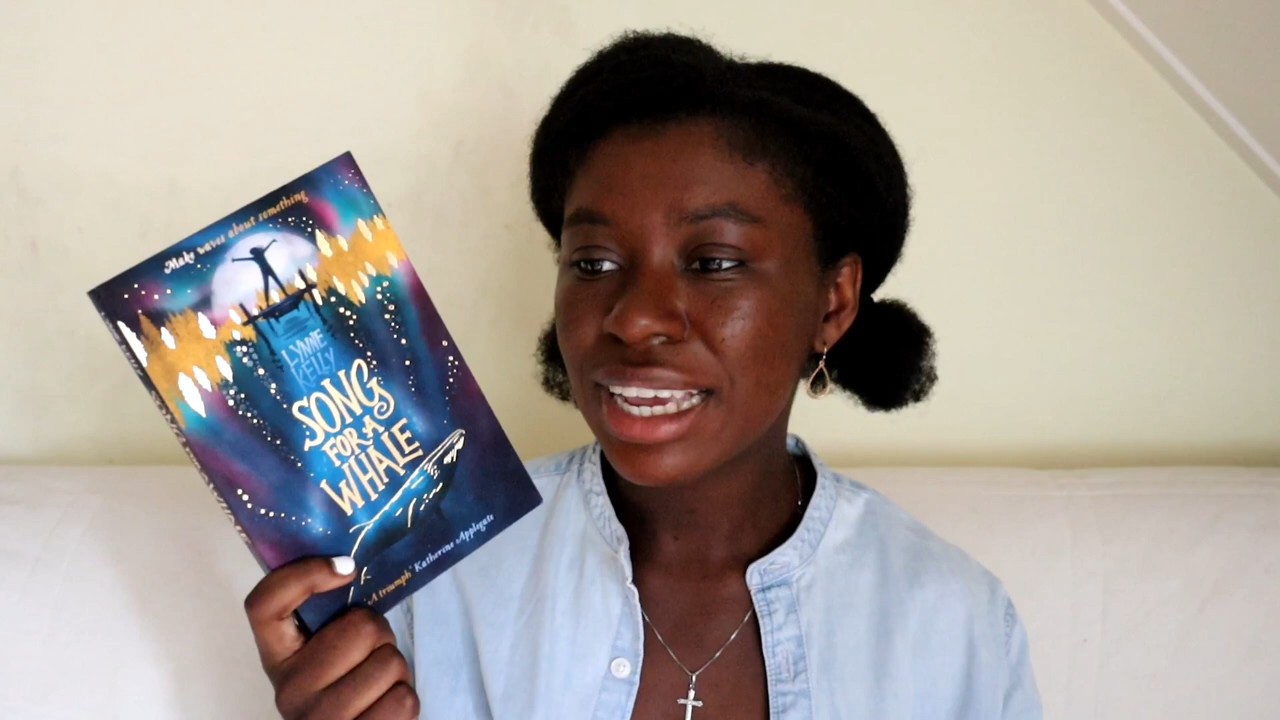 Make waves about something
LYNNE
KELLY
SONG
FOR A
WHALE
'A triumph' Katherine Applegate